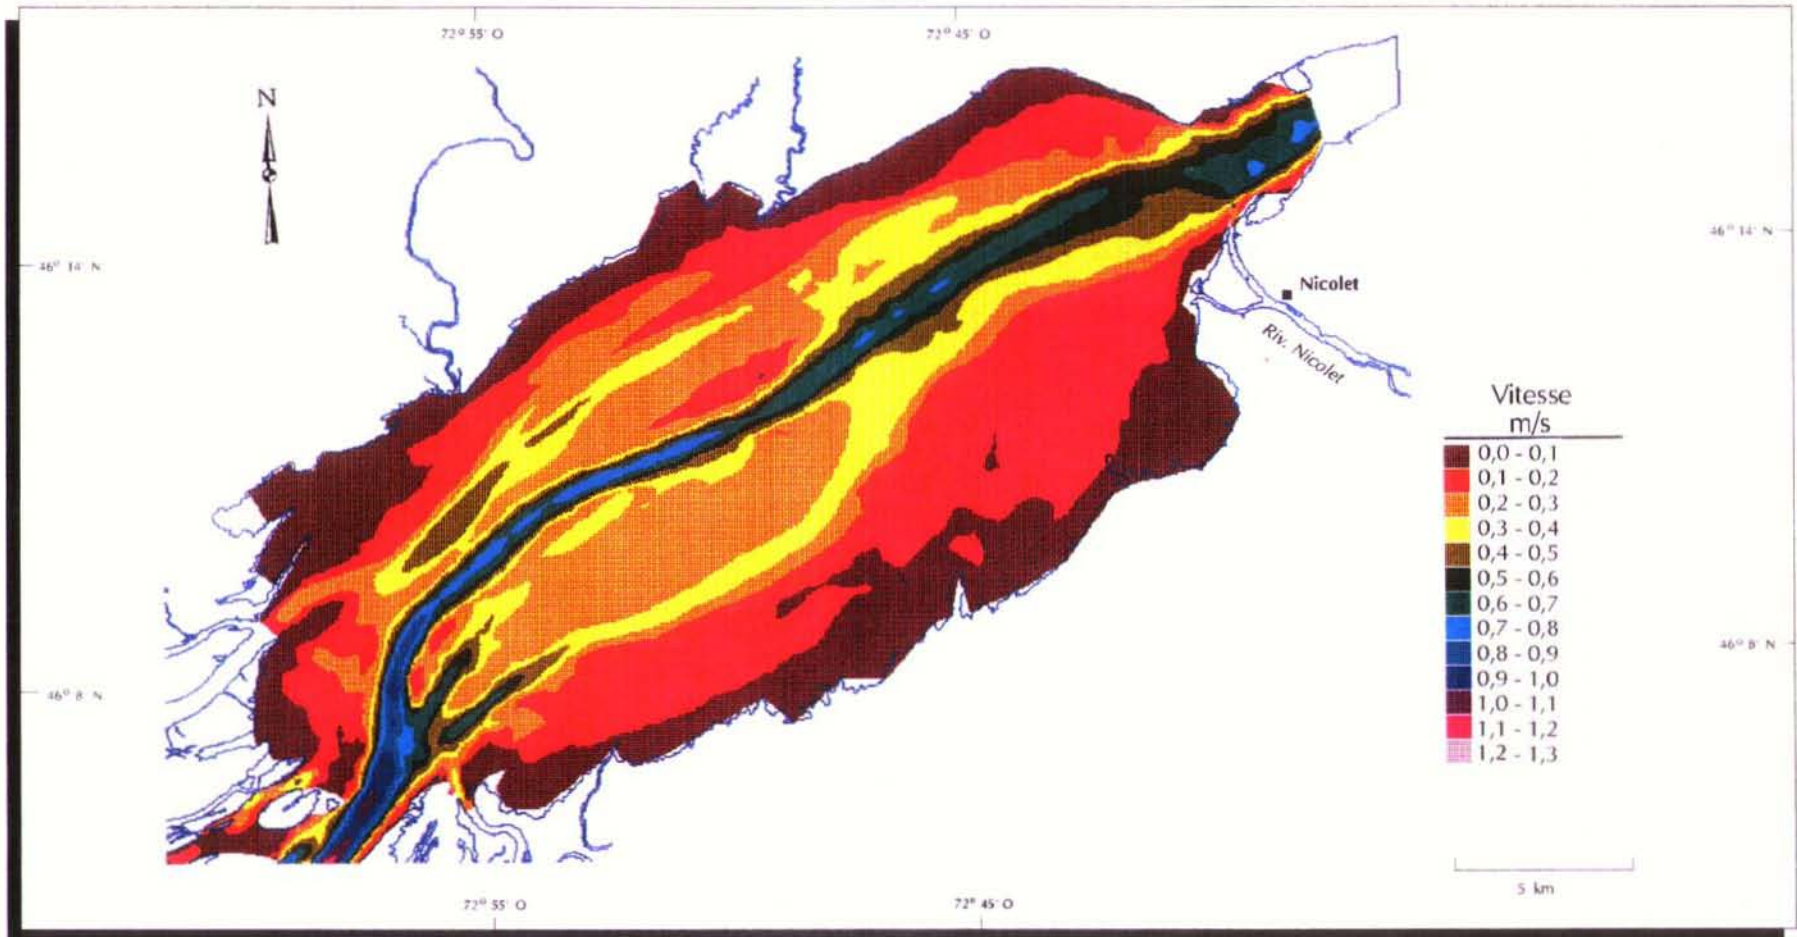 72° 55' O
72° 45' O
N
46° 14' N
46° 14' N
Nicolet
Riv. Nicolet
Vitesse
m/s
0,0 - 0,1
0,1 - 0,2
0,2 - 0,3
0,3 - 0,4
0,4 - 0,5
0,5 - 0,6
0,6 - 0,7
0,7 - 0,8
0,8 - 0,9
0,9 - 1,0
1,0 - 1,1
1,1 - 1,2
1,2 - 1,3
46° 8' N
46° 8' N
5 km
72° 55' O
72° 45' O